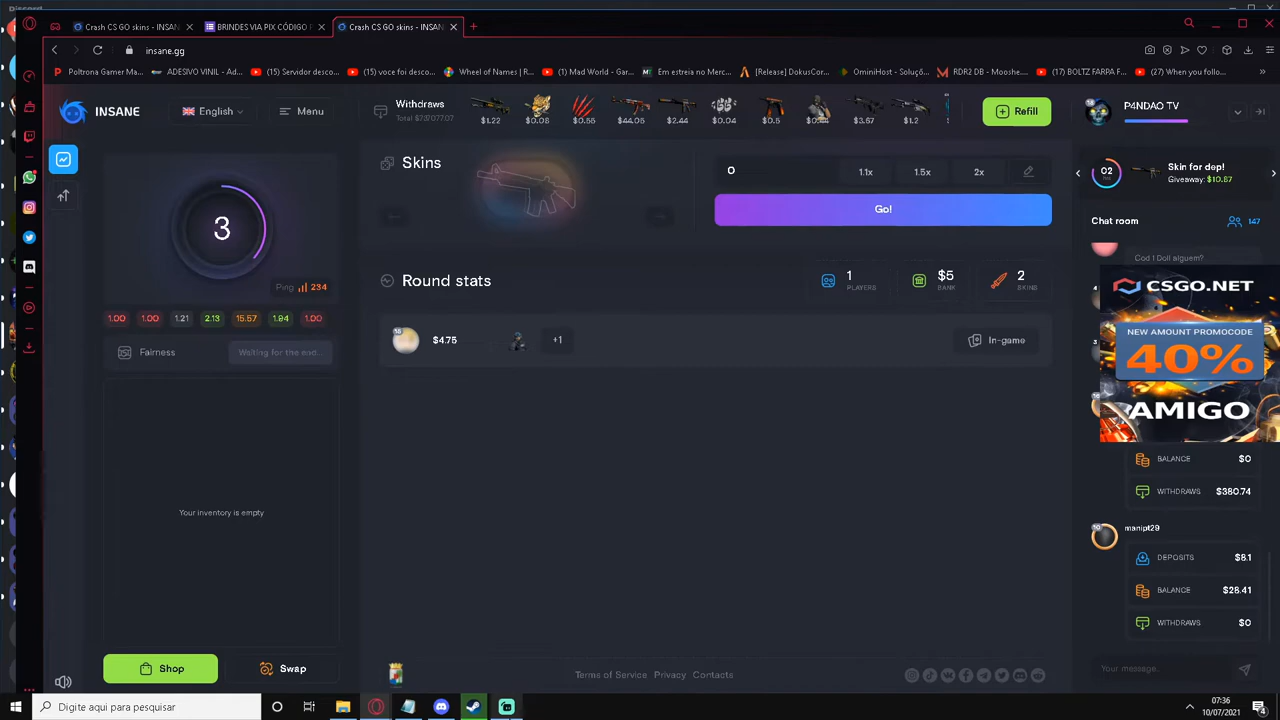 Crash CS GO skins - INSANE
BRINDES VIA PIX CÓDIGO P
Crash CS GO skins - INSANE
insane.gg
Poltrona Gamer Ma...
ADESIVO VINIL - Ad...
(15) Servidor desco...
(15) voce foi desco...
Wheel of Names | R...
(1) Mad World - Gar...
Em estreia no Merc...
[Release] DokusCor...
OminiHost - Soluçõ...
RDR2 DB - Mooshe...
(17) BOLTZ FARPA F...
(27) When you follo...
INSANE
English
Menu
Withdraws
$1.22
$0.08
$0.55
$44.05
$2.44
$0.04
$0.5
$3.67
$1.2
Refill
P4NDAO TV
Skins
0
1.1x
1.5x
2x
Go!
02
Skin for dep!
Giveaway: $10.87
Chat room
147
3
Ping
234
Round stats
1
PLAYERS
$5
BANK
2
SKINS
Cod 1 Doll alguem?
CSGO.NET
NEW AMOUNT PROMOCODE
40%
AMIGO
1.00
1.00
1.21
2.13
15.57
1.94
1.00
$4.75
+1
In-game
Fairness
Waiting for the end...
BALANCE
$0
WITHDRAWS
$380.74
Your inventory is empty
manipt29
DEPOSITS
$8.1
BALANCE
$28.41
WITHDRAWS
$0
Shop
Swap
Terms of Service
Privacy
Contacts
Your message..
Digite aqui para pesquisar
07:36
10/07/2021
4